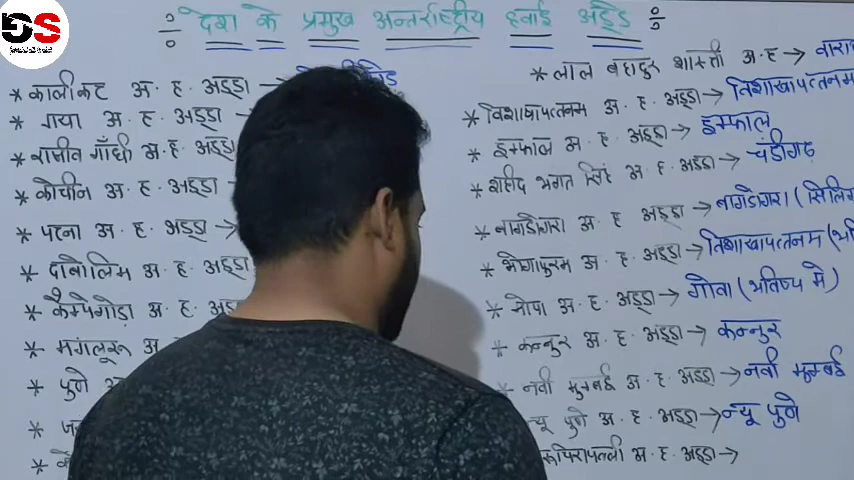 GS
देश के प्रमुख अन्तर्राष्ट्रीय हवाई अड्डे
* कालीकट अ. ह. अड्डा →
* गया अ. ह. अड्डा
* राजीव गाँधी अ. ह. अड्डा
* कोचीन अ. ह. अड्डा
* पटना अ. ह. अड्डा →
* दाबोलिम अ. ह. अड्डा
* कैम्पेगोड़ा अ. ह.
* मंगलूरू अ
* पुणे
* लाल बहादुर शास्त्री अ. ह →
* विशाखापत्तनम अ. ह. अड्डा → विशाखापत्तनम
* इम्फाल अ. ह. अड्डा → इम्फाल
* शहीद भगत सिंह अ. ह. अड्डा → चंडीगढ़
* बागडोगरा अ. ह अड्डा → बागडोगरा (
* भोगापुरम अ. ह. अड्डा → विशाखापत्तनम (
* मोपा अ. ह. अड्डा → गोवा (भविष्य में)
* कन्नुर अ. ह. अड्डा → कन्नुर
* नवी मुम्बई अ. ह. अड्डा → नवी मुम्बई
न्यू पुणे अ. ह. अड्डा → न्यू पुणे
अ. ह. अड्डा →